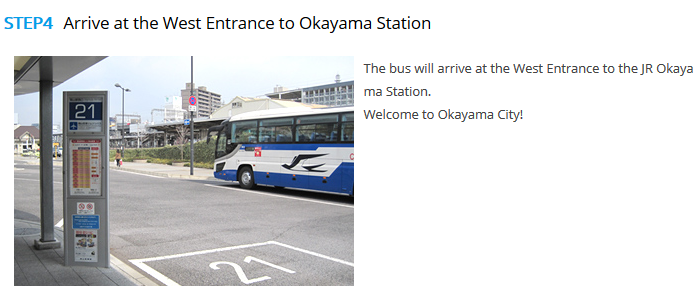 STEP4 Arrive at the West Entrance to Okayama Station
The bus will arrive at the West Entrance to the JR Okaya
ma Station.
Welcome to Okayama City!
21
21